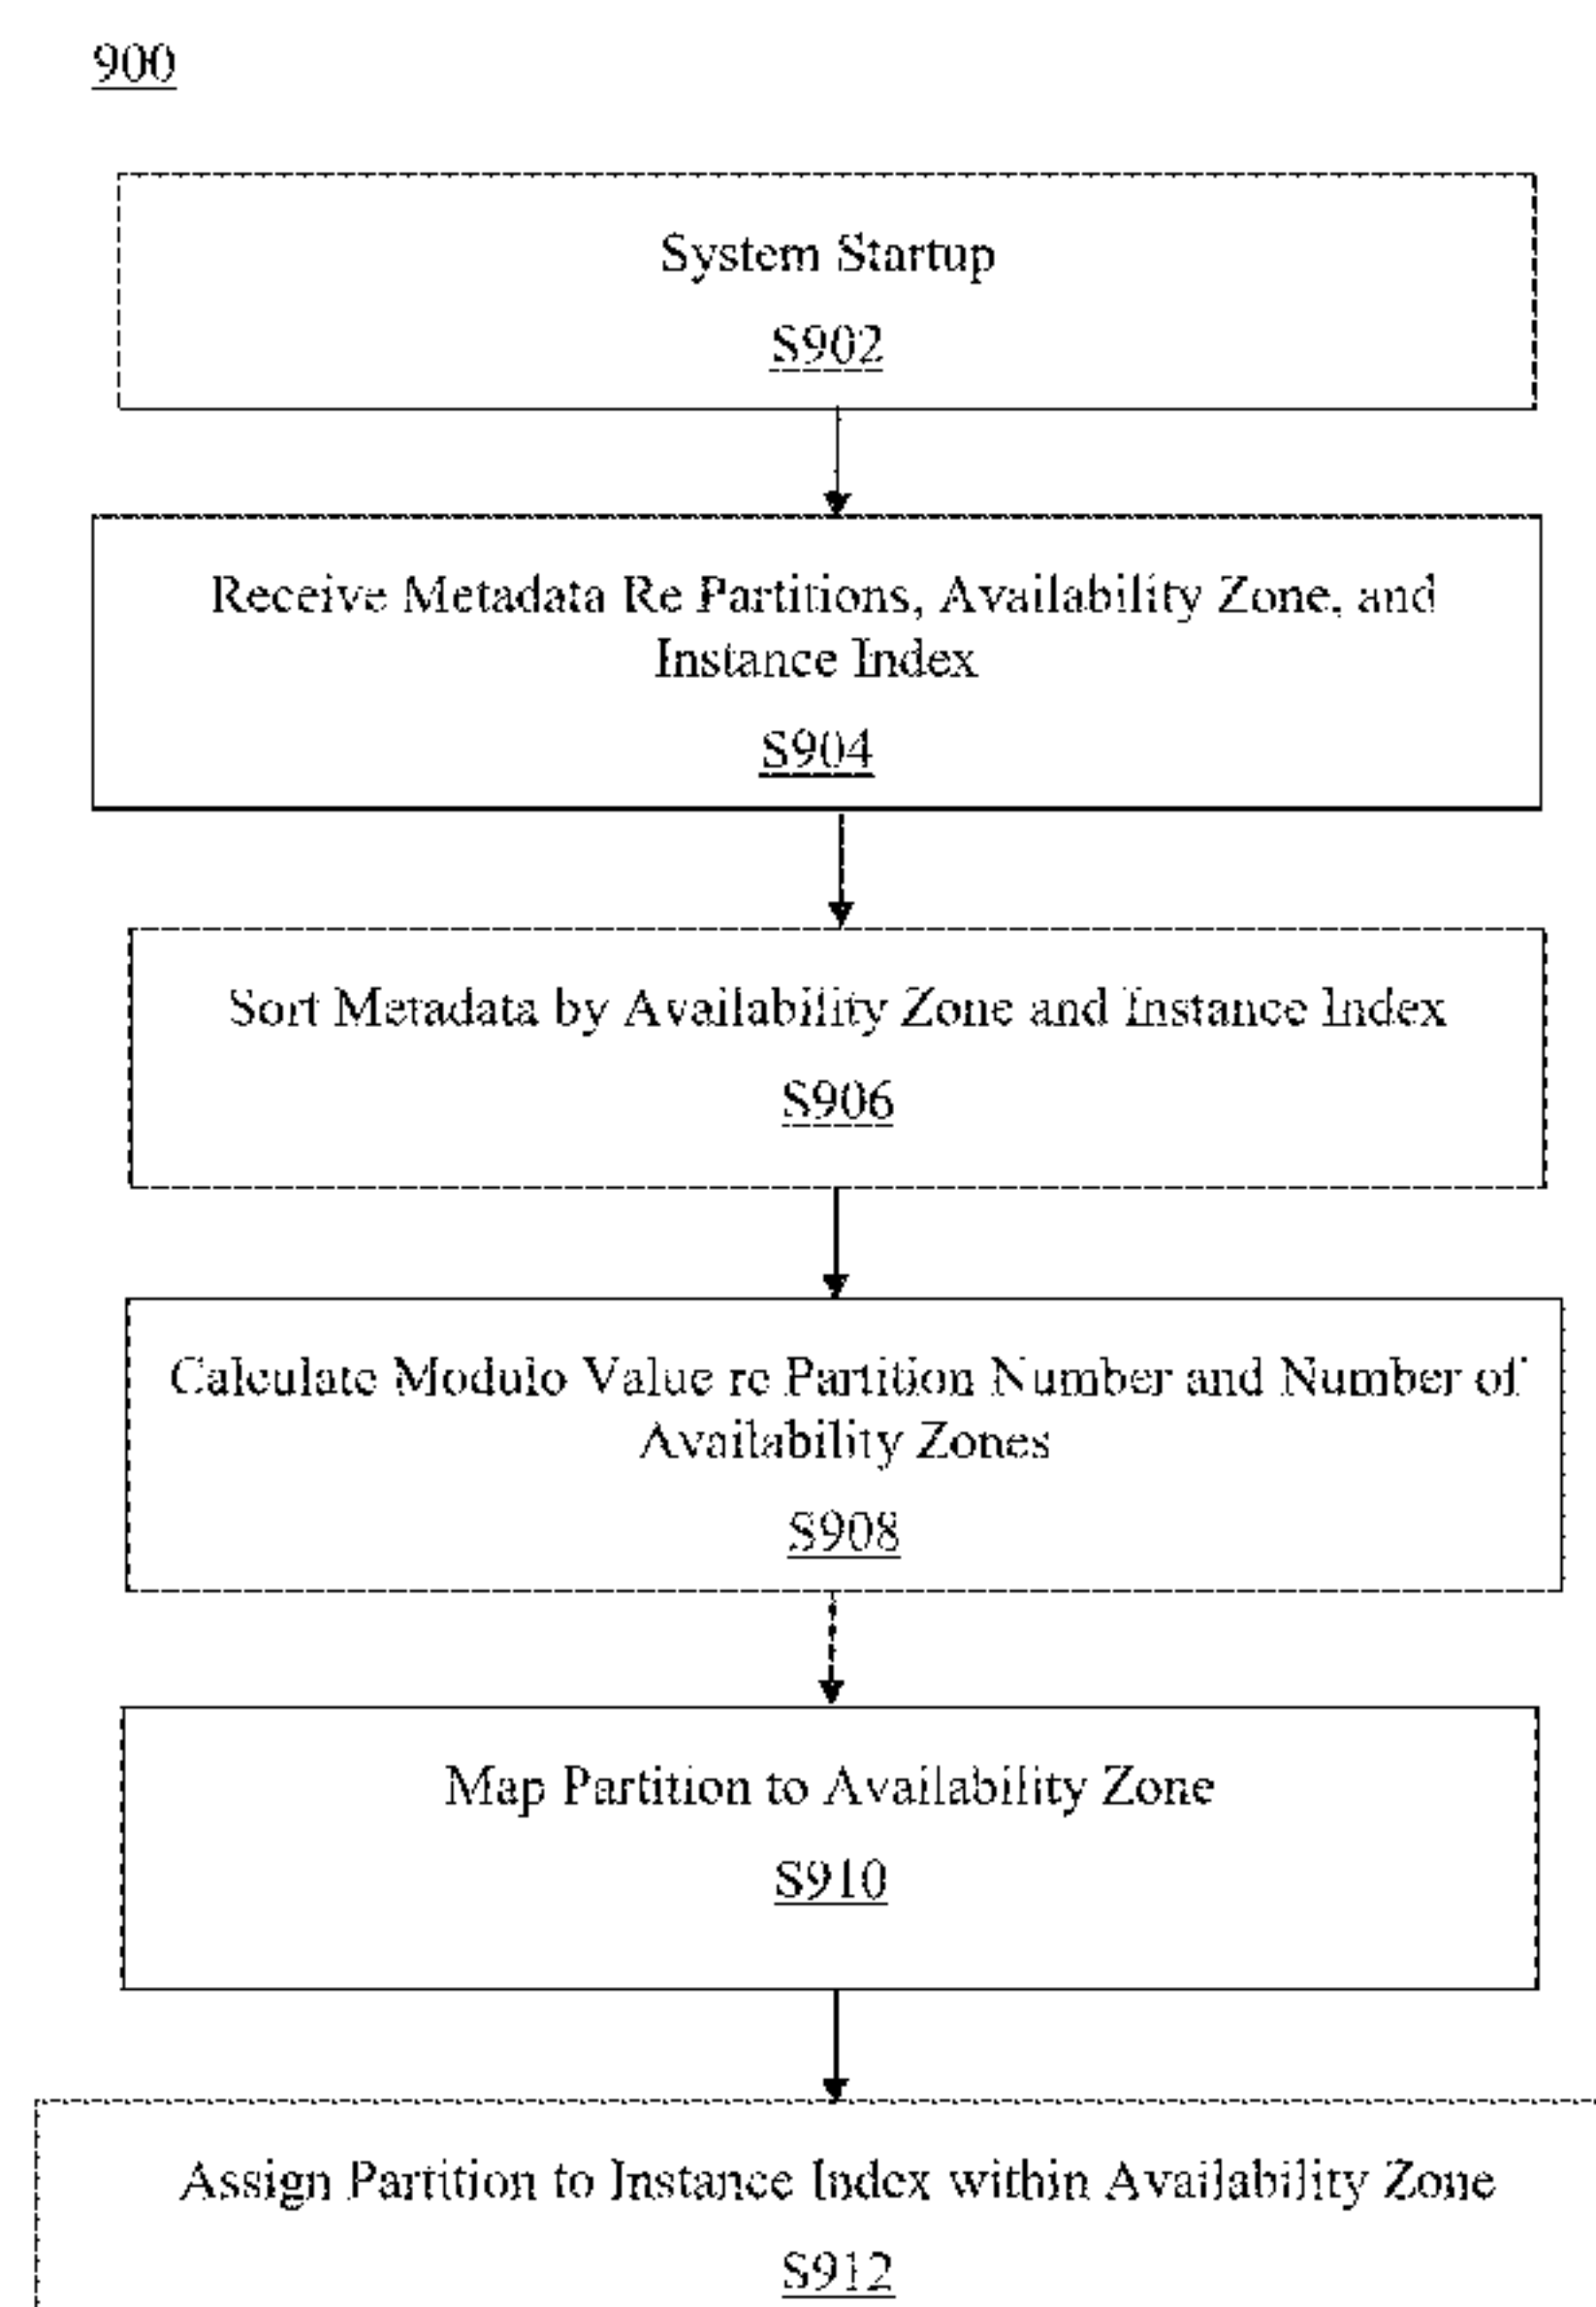 900
System Startup
S902
Receive Metadata Re Partitions, Availability Zone, and
Instance Index
S904
Sort Metadata by Availability Zone and Instance Index
S906
Calculate Modulo Value re Partition Number and Number of
Availability Zones
S908
Map Partition to Availability Zone
S910
Assign Partition to Instance Index within Availability Zone
S912